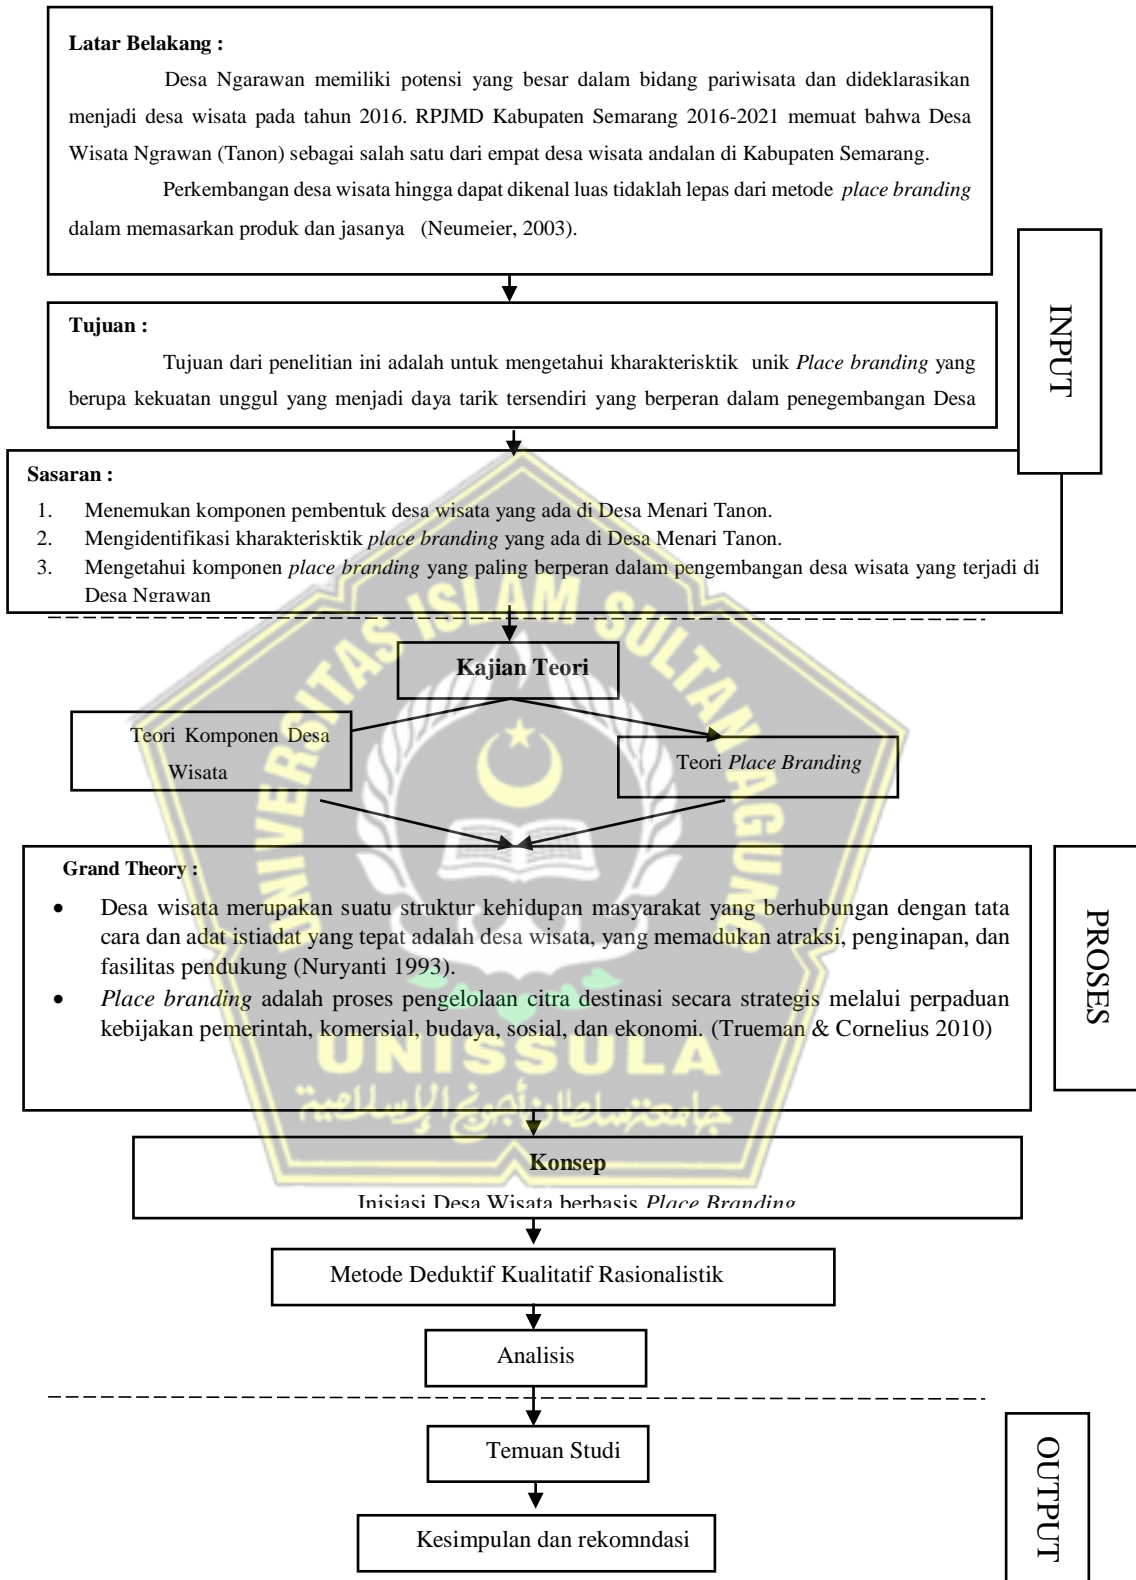 Latar Belakang :
Desa Ngarawan memiliki potensi yang besar dalam bidang pariwisata dan dideklarasikan
menjadi desa wisata pada tahun 2016. RPJMD Kabupaten Semarang 2016-2021 memuat bahwa Desa
Wisata Ngrawan (Tanon) sebagai salah satu dari empat desa wisata andalan di Kabupaten Semarang.
Perkembangan desa wisata hingga dapat dikenal luas tidaklah lepas dari metode place branding
dalam memasarkan produk dan jasanya (Neumeier, 2003).
INPUT
Tujuan :
Tujuan dari penelitian ini adalah untuk mengetahui kharakterisktik unik Place branding yang
berupa kekuatan unggul yang menjadi daya tarik tersendiri yang berperan dalam penegembangan Desa
Sasaran :
1. Menemukan komponen pembentuk desa wisata yang ada di Desa Menari Tanon.
2. Mengidentifikasi kharakterisktik place branding yang ada di Desa Menari Tanon.
3. Mengetahui komponen place branding yang paling berperan dalam pengembangan desa wisata yang terjadi di
Desa Ngrawan
Kajian Teori
Teori Komponen Desa
Wisata
Teori Place Branding
Grand Theory :
• Desa wisata merupakan suatu struktur kehidupan masyarakat yang berhubungan dengan tata
cara dan adat istiadat yang tepat adalah desa wisata, yang memadukan atraksi, penginapan, dan
fasilitas pendukung (Nuryanti 1993).
• Place branding adalah proses pengelolaan citra destinasi secara strategis melalui perpaduan
kebijakan pemerintah, komersial, budaya, sosial, dan ekonomi. (Trueman & Cornelius 2010)
PROSES
Konsep
Inisiasi Desa Wisata berbasis Place Branding
Metode Deduktif Kualitatif Rasionalistik
Analisis
Temuan Studi
Kesimpulan dan rekomndasi
OUTPUT
UNIVERSITAS ISLAM SULTAN AGUNG
UNISSULA
جامعة سلطان أجونج الإسلامية